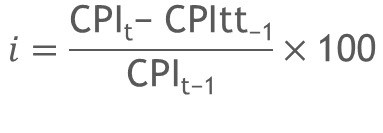 i = (CPIₜ – CPItt₋₁) / CPIₜ₋₁ × 100